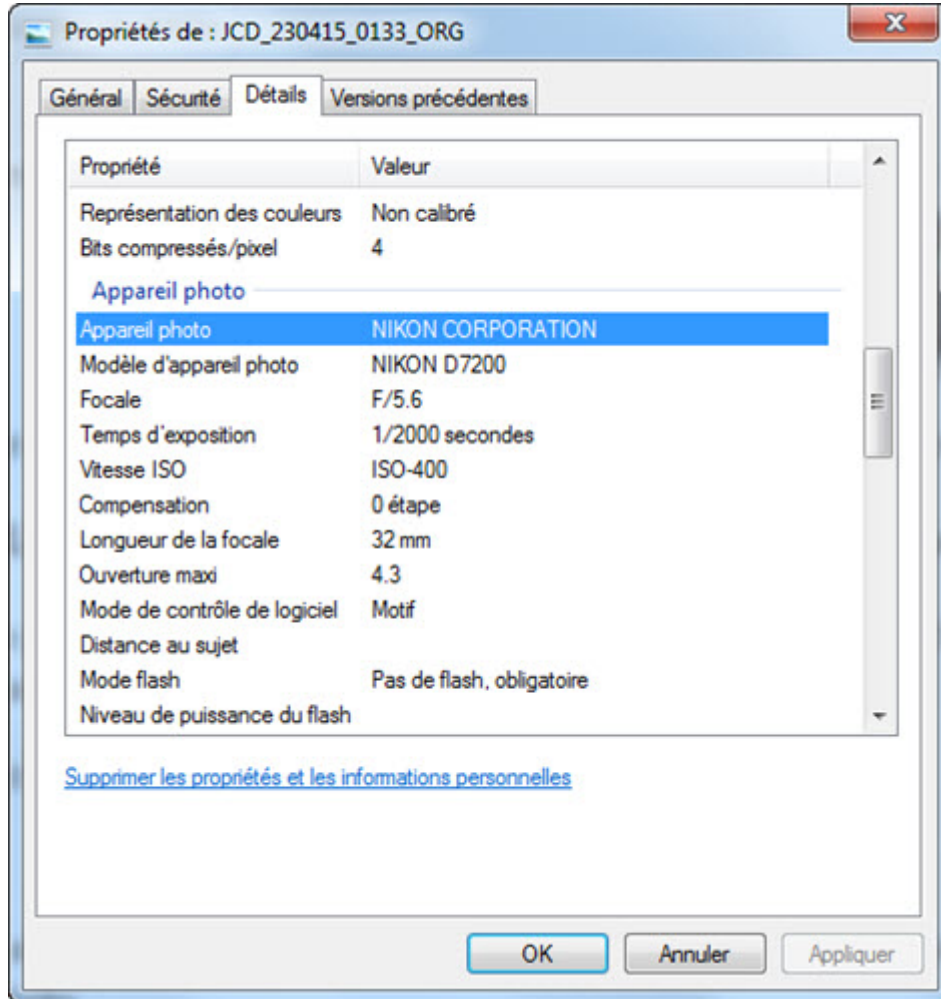 Propriétés de : JCD_230415_0133_ORG
Général Sécurité Détails Versions précédentes
Propriété Valeur
Représentation des couleurs Non calibré
Bits compressés/pixel 4
Appareil photo
Appareil photo NIKON CORPORATION
Modèle d'appareil photo NIKON D7200
Focale F/5.6
Temps d'exposition 1/2000 secondes
Vitesse ISO ISO-400
Compensation 0 étape
Longueur de la focale 32 mm
Ouverture maxi 4.3
Mode de contrôle de logiciel Motif
Distance au sujet
Mode flash Pas de flash, obligatoire
Niveau de puissance du flash
Supprimer les propriétés et les informations personnelles
OK Annuler Appliquer